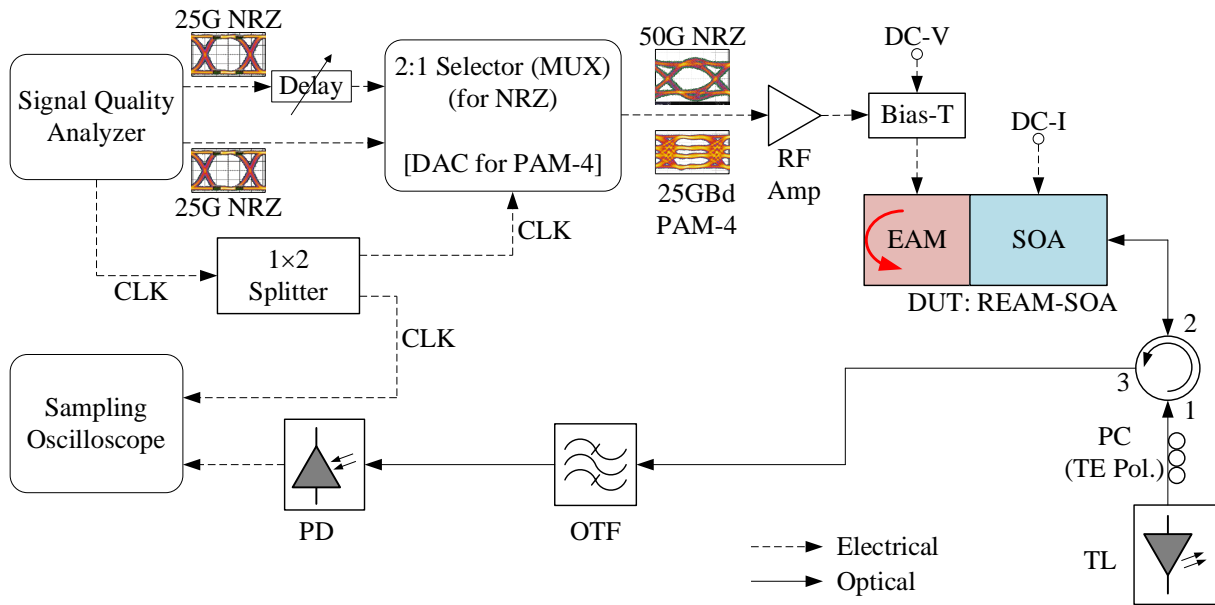 25G NRZ
Signal Quality
Analyzer
Delay
25G NRZ
2:1 Selector (MUX)
(for NRZ)
[DAC for PAM-4]
50G NRZ
25GBd
PAM-4
RF
Amp
DC-V
Bias-T
DC-I
EAM
SOA
DUT: REAM-SOA
CLK
1×2
Splitter
CLK
CLK
Sampling
Oscilloscope
PD
OTF
2
3
1
PC
(TE Pol.)
TL
Electrical
Optical